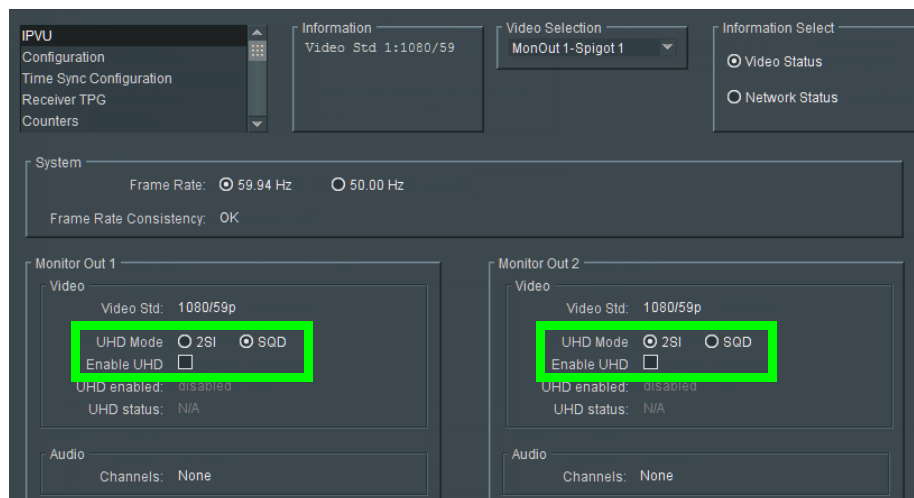 IPVU
Configuration
Time Sync Configuration
Receiver TPG
Counters
Information
Video Std 1:1080/59
Video Selection
MonOut 1-Spigot 1
Information Select
Video Status
Network Status
System
Frame Rate: 59.94 Hz 50.00 Hz
Frame Rate Consistency: OK
Monitor Out 1
Video
Video Std: 1080/59p
UHD Mode 2SI SQD
Enable UHD
UHD enabled: disabled
UHD status: N/A
Audio
Channels: None
Monitor Out 2
Video
Video Std: 1080/59p
UHD Mode 2SI SQD
Enable UHD
UHD enabled: disabled
UHD status: N/A
Audio
Channels: None